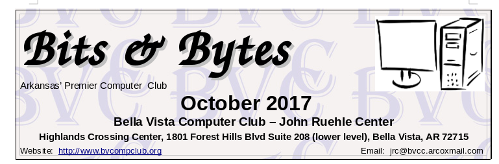 Bits & Bytes
Arkansas' Premier Computer Club
October 2017
Bella Vista Computer Club – John Ruehle Center
Highlands Crossing Center, 1801 Forest Hills Blvd Suite 208 (lower level), Bella Vista, AR 72715
Website: http://www.bvcompclub.org Email: jrc@bvcc.arcoxmail.com